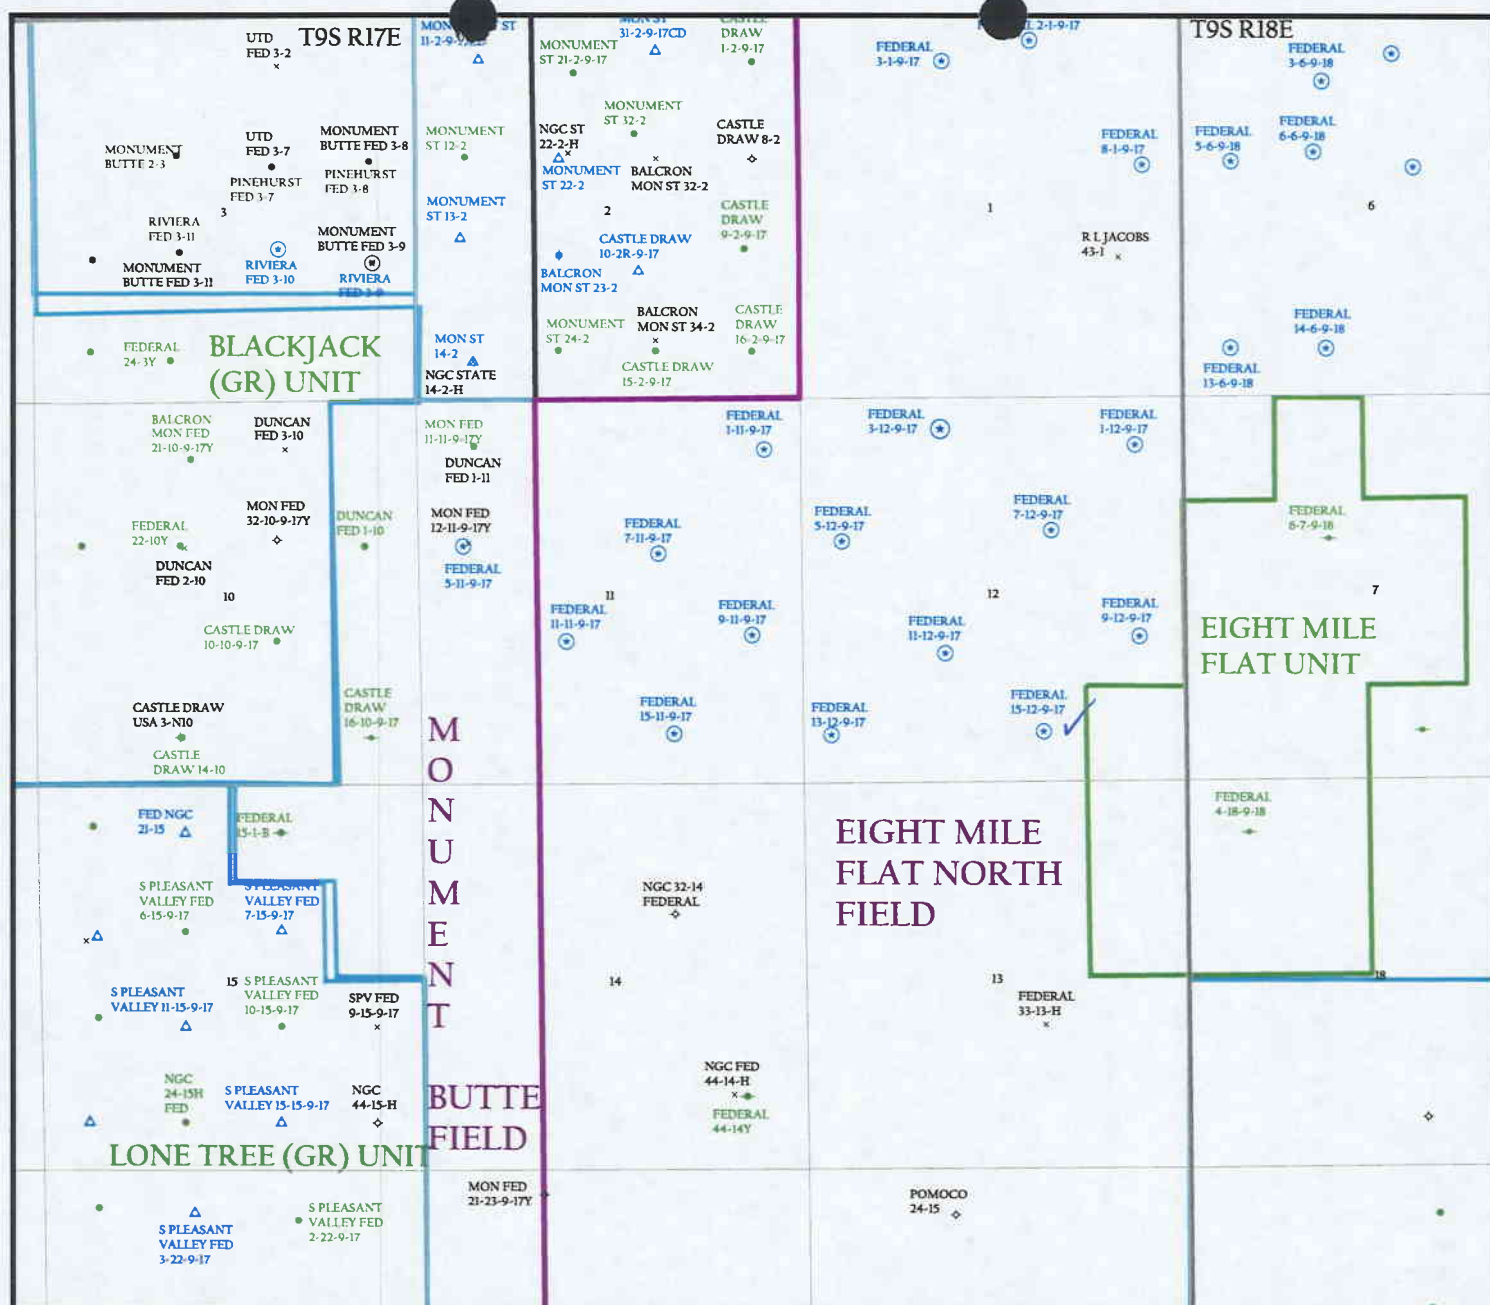 T9S R17E
T9S R18E
UTD
FED 3-2
MONUMENT
BUTTE 2-3
UTD
FED 3-7
PINEHURST
FED 3-7
MONUMENT
BUTTE FED 3-8
PINEHURST
FED 3-8
3
RIVIERA
FED 3-11
MONUMENT
BUTTE FED 3-11
RIVIERA
FED 3-10
MONUMENT
BUTTE FED 3-9
RIVIERA
FED 3-9
MONUMENT
ST 12-2
MONUMENT
ST 13-2
MON ST
14-2
NGC STATE
14-2-H
MONUMENT
ST 21-2-9-17
MON ST
31-2-9-17CD
CASTLE
DRAW
1-2-9-17
MONUMENT
ST 32-2
NGC ST
22-2-H
MONUMENT
ST 22-2
BALCRON
MON ST 32-2
CASTLE
DRAW 8-2
2
CASTLE
DRAW
9-2-9-17
CASTLE DRAW
10-2R-9-17
BALCRON
MON ST 23-2
MONUMENT
ST 24-2
BALCRON
MON ST 34-2
CASTLE DRAW
15-2-9-17
CASTLE
DRAW
16-2-9-17
FEDERAL
3-1-9-17
2-1-9-17
FEDERAL
8-1-9-17
1
R L JACOBS
43-1
FEDERAL
3-6-9-18
FEDERAL
5-6-9-18
FEDERAL
6-6-9-18
6
FEDERAL
14-6-9-18
FEDERAL
13-6-9-18
FEDERAL
24-3Y
BLACKJACK
(GR) UNIT
BALCRON
MON FED
21-10-9-17Y
DUNCAN
FED 3-10
FEDERAL
22-10Y
DUNCAN
FED 2-10
MON FED
32-10-9-17Y
DUNCAN
FED 1-10
10
CASTLE DRAW
10-10-9-17
CASTLE DRAW
USA 3-N10
CASTLE
DRAW 14-10
CASTLE
DRAW
16-10-9-17
MON FED
11-11-9-17Y
DUNCAN
FED 1-11
MON FED
12-11-9-17Y
FEDERAL
5-11-9-17
FEDERAL
1-11-9-17
FEDERAL
7-11-9-17
11
FEDERAL
11-11-9-17
FEDERAL
9-11-9-17
FEDERAL
15-11-9-17
FEDERAL
3-12-9-17
FEDERAL
1-12-9-17
FEDERAL
5-12-9-17
FEDERAL
7-12-9-17
12
FEDERAL
11-12-9-17
FEDERAL
9-12-9-17
FEDERAL
13-12-9-17
FEDERAL
15-12-9-17
FEDERAL
6-7-9-18
7
EIGHT MILE
FLAT UNIT
FED NGC
21-15
FEDERAL
15-1-B
S PLEASANT
VALLEY FED
6-15-9-17
S PLEASANT
VALLEY FED
7-15-9-17
15
S PLEASANT
VALLEY 11-15-9-17
S PLEASANT
VALLEY FED
10-15-9-17
SPV FED
9-15-9-17
NGC
24-15H
FED
S PLEASANT
VALLEY 15-15-9-17
NGC
44-15-H
LONE TREE (GR) UNIT
MONUMENT
BUTTE
FIELD
NGC 32-14
FEDERAL
14
NGC FED
44-14-H
FEDERAL
44-14Y
EIGHT MILE
FLAT NORTH
FIELD
13
FEDERAL
33-13-H
FEDERAL
4-18-9-18
18
S PLEASANT
VALLEY FED
3-22-9-17
S PLEASANT
VALLEY FED
2-22-9-17
MON FED
21-23-9-17Y
POMOCO
24-15